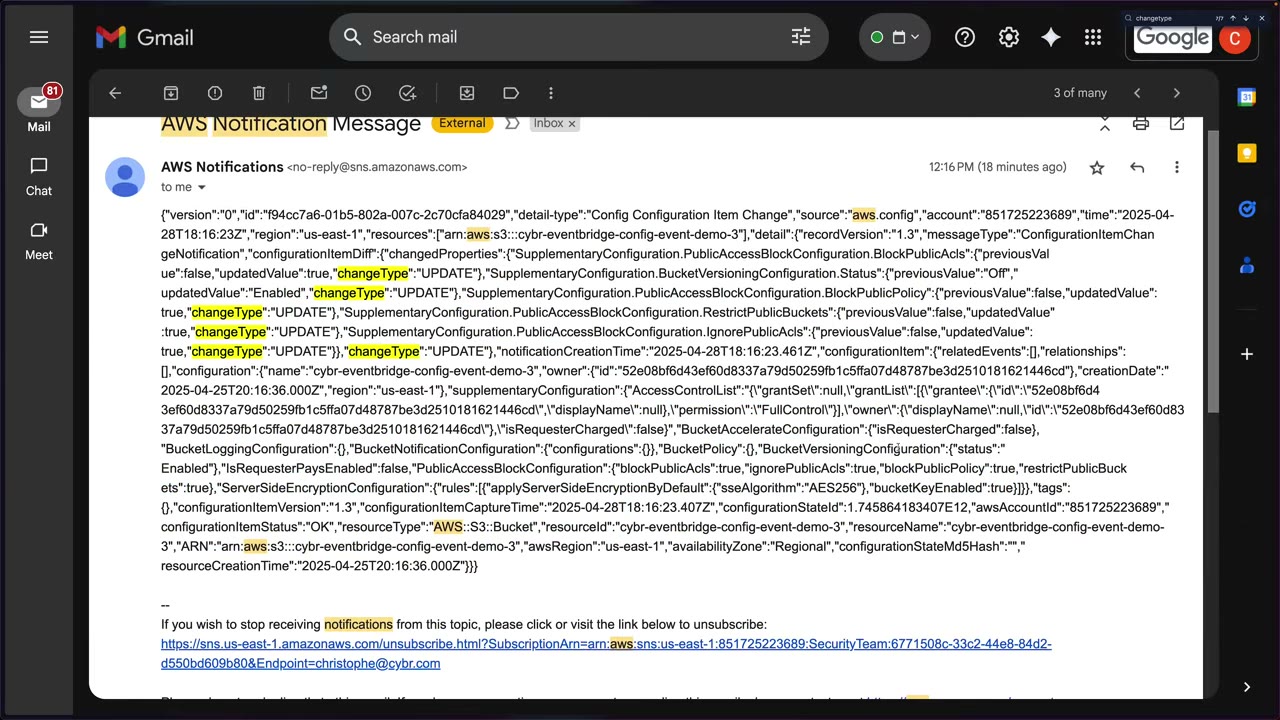 changetype
7/7
Gmail
Search mail
Google
C
81
Mail
3 of many
AWS Notification Message
External
Inbox
Chat
Meet
AWS Notifications <no-reply@sns.amazonaws.com>
12:16 PM (18 minutes ago)
to me
{"version":"0","id":"f94cc7a6-01b5-802a-007c-2c70cfa84029","detail-type":"Config Configuration Item Change","source":"aws.config","account":"851725223689","time":"2025-04-
28T18:16:23Z","region":"us-east-1","resources":["arn:aws:s3:::cybr-eventbridge-config-event-demo-3"],"detail":{"recordVersion":"1.3","messageType":"ConfigurationItemChan
geNotification","configurationItemDiff":{"changedProperties":{"SupplementaryConfiguration.PublicAccessBlockConfiguration.BlockPublicAcls":{"previousVal
ue":false,"updatedValue":true,"changeType":"UPDATE"},"SupplementaryConfiguration.BucketVersioningConfiguration.Status":{"previousValue":"Off","
updatedValue":"Enabled","changeType":"UPDATE"},"SupplementaryConfiguration.PublicAccessBlockConfiguration.BlockPublicPolicy":{"previousValue":false,"updatedValue":
true,"changeType":"UPDATE"},"SupplementaryConfiguration.PublicAccessBlockConfiguration.RestrictPublicBuckets":{"previousValue":false,"updatedValue"
:true,"changeType":"UPDATE"},"SupplementaryConfiguration.PublicAccessBlockConfiguration.IgnorePublicAcls":{"previousValue":false,"updatedValue":
true,"changeType":"UPDATE"}},"changeType":"UPDATE"},"notificationCreationTime":"2025-04-28T18:16:23.461Z","configurationItem":{"relatedEvents":[],"relationships":
[],"configuration":{"name":"cybr-eventbridge-config-event-demo-3","owner":{"id":"52e08bf6d43ef60d8337a79d50259fb1c5ffa07d48787be3d2510181621446cd"},"creationDate":"
2025-04-25T20:16:36.000Z","region":"us-east-1"},"supplementaryConfiguration":{"AccessControlList":"{\"grantSet\":null,\"grantList\":[{\"grantee\":{\"id\":\"52e08bf6d4
3ef60d8337a79d50259fb1c5ffa07d48787be3d2510181621446cd\",\"displayName\":null},\"permission\":\"FullControl\"}],\"owner\":{\"displayName\":null,\"id\":\"52e08bf6d43ef60d83
37a79d50259fb1c5ffa07d48787be3d2510181621446cd\"},\"isRequesterCharged\":false}","BucketAccelerateConfiguration":{"isRequesterCharged":false},
"BucketLoggingConfiguration":{},"BucketNotificationConfiguration":{"configurations":{}},"BucketPolicy":{},"BucketVersioningConfiguration":{"status":"
Enabled"},"IsRequesterPaysEnabled":false,"PublicAccessBlockConfiguration":{"blockPublicAcls":true,"ignorePublicAcls":true,"blockPublicPolicy":true,"restrictPublicBuck
ets":true},"ServerSideEncryptionConfiguration":{"rules":[{"applyServerSideEncryptionByDefault":{"sseAlgorithm":"AES256"},"bucketKeyEnabled":true}]}},"tags":
{},"configurationItemVersion":"1.3","configurationItemCaptureTime":"2025-04-28T18:16:23.407Z","configurationStateId":1.745864183407E12,"awsAccountId":"851725223689","
configurationItemStatus":"OK","resourceType":"AWS::S3::Bucket","resourceId":"cybr-eventbridge-config-event-demo-3","resourceName":"cybr-eventbridge-config-event-demo-
3","ARN":"arn:aws:s3:::cybr-eventbridge-config-event-demo-3","awsRegion":"us-east-1","availabilityZone":"Regional","configurationStateMd5Hash":"","
resourceCreationTime":"2025-04-25T20:16:36.000Z"}}}
--
If you wish to stop receiving notifications from this topic, please click or visit the link below to unsubscribe:
https://sns.us-east-1.amazonaws.com/unsubscribe.html?SubscriptionArn=arn:aws:sns:us-east-1:851725223689:SecurityTeam:6771508c-33c2-44e8-84d2-
d550bd609b80&Endpoint=christophe@cybr.com